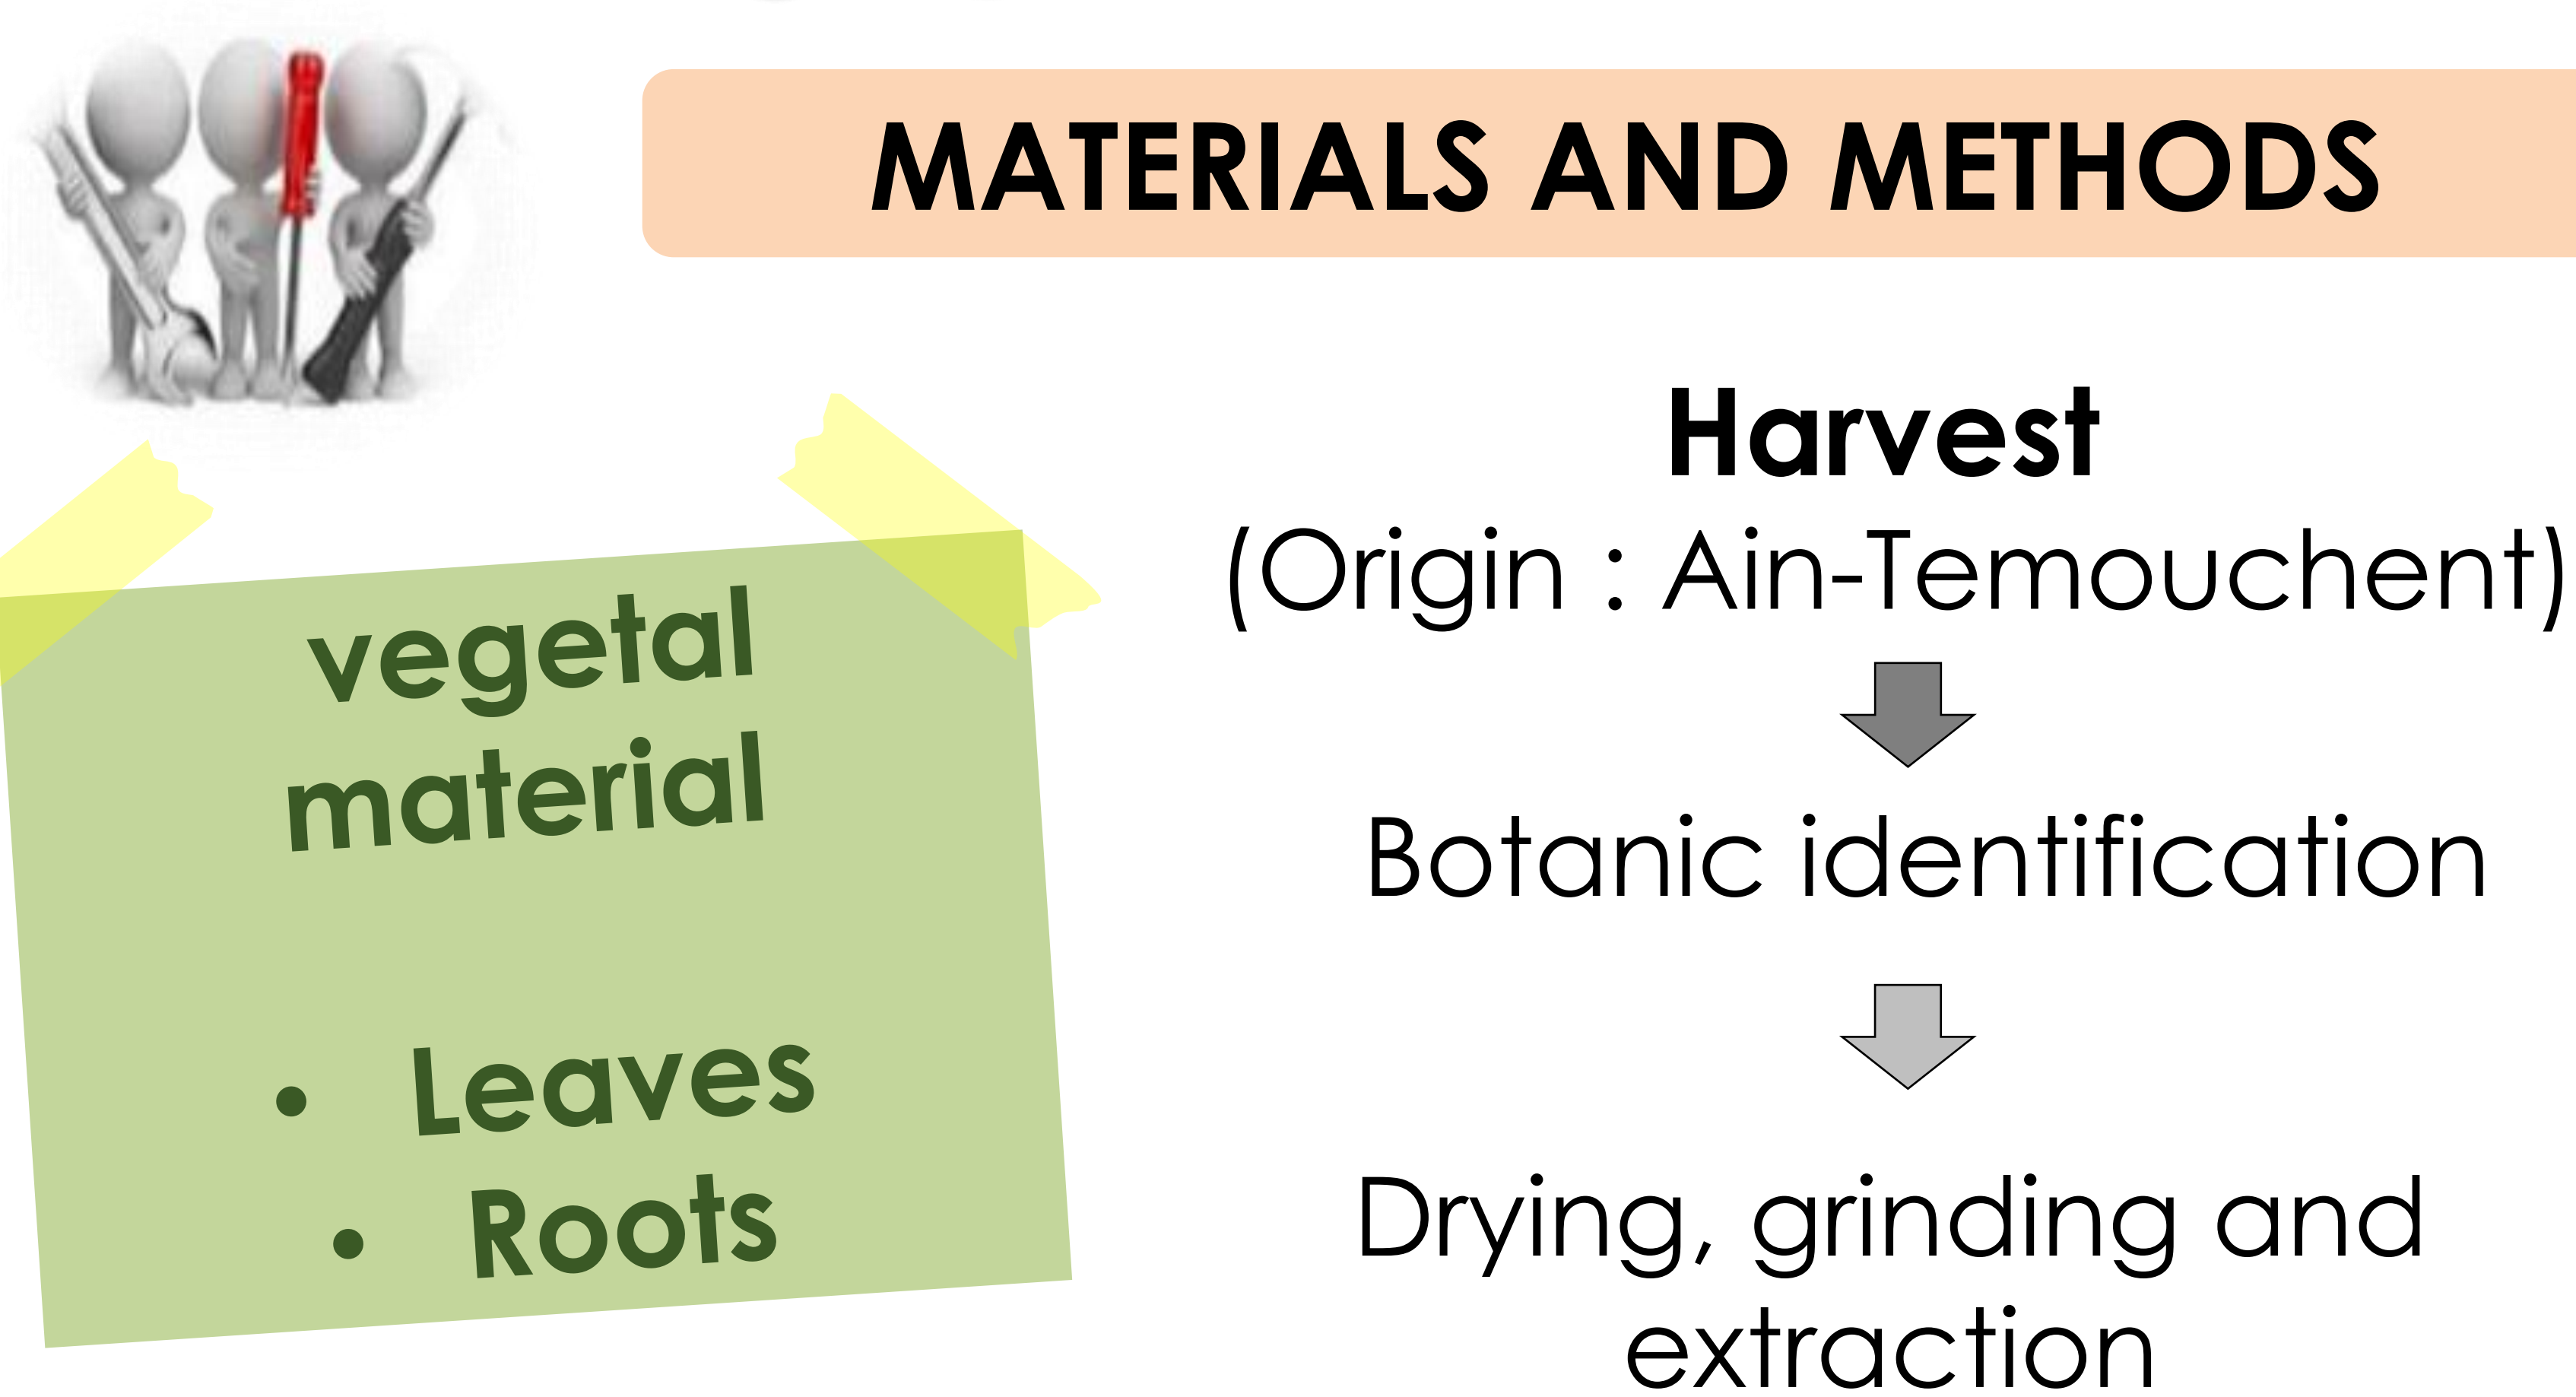 MATERIALS AND METHODS
vegetal
material
• Leaves
• Roots
Harvest
(Origin : Ain-Temouchent)
Botanic identification
Drying, grinding and
extraction